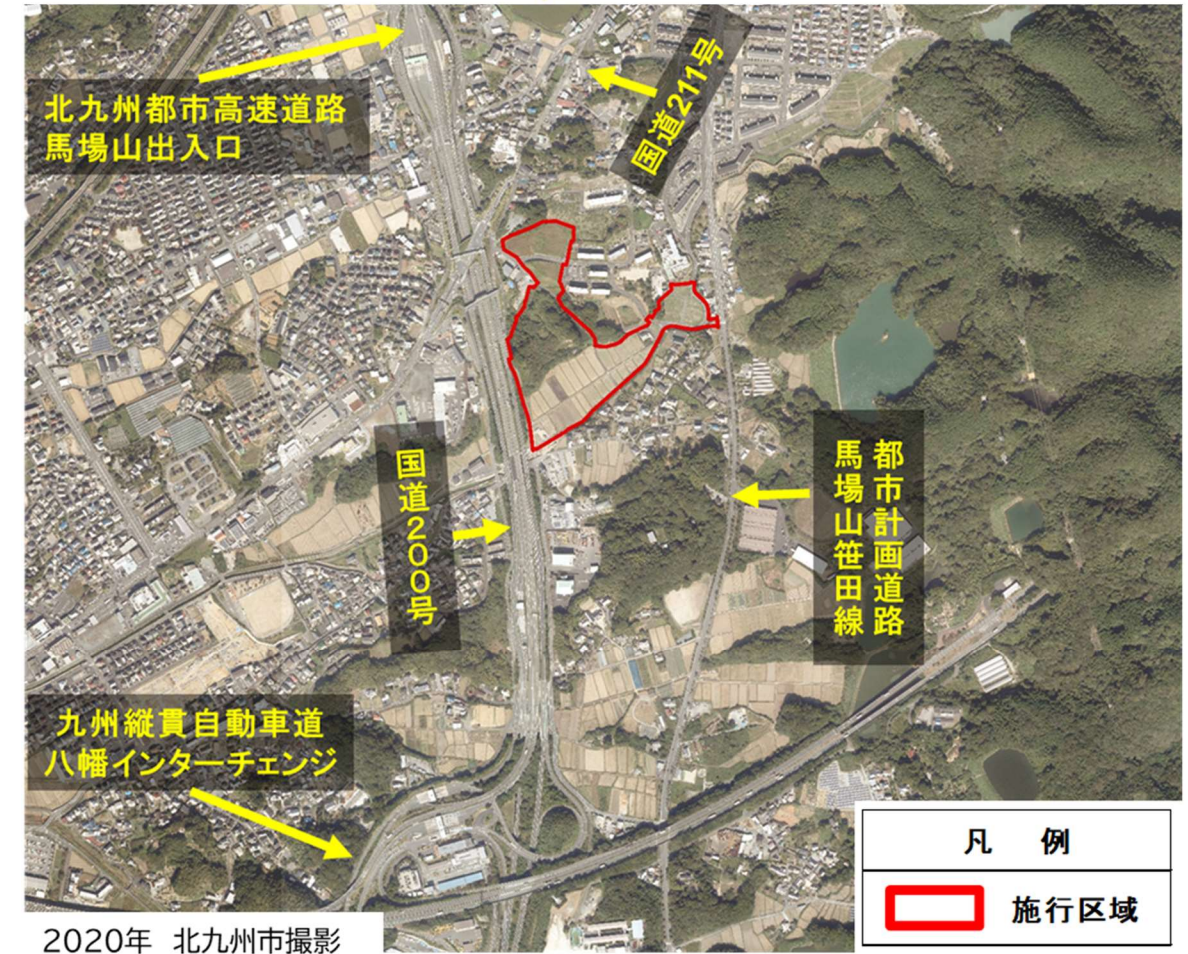 北九州都市高速道路
馬場山出入口
国道211号
国道200号
都市計画道路
馬場山笹田線
九州縦貫自動車道
八幡インターチェンジ
凡　例
施行区域
2020年 北九州市撮影